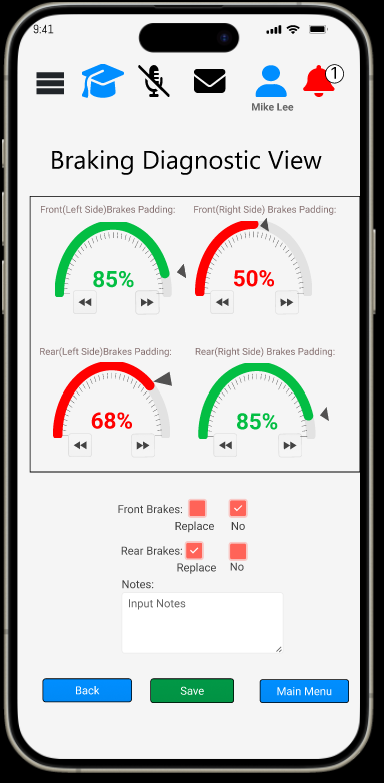 9:41
1
Mike Lee
Braking Diagnostic View
Front(Left Side)Brakes Padding: Front(Right Side) Brakes Padding:
85% 50%
Rear(Left Side)Brakes Padding: Rear(Right Side) Brakes Padding:
68% 85%
Front Brakes:
Replace No
Rear Brakes:
Replace No
Notes:
Input Notes
Back Save Main Menu